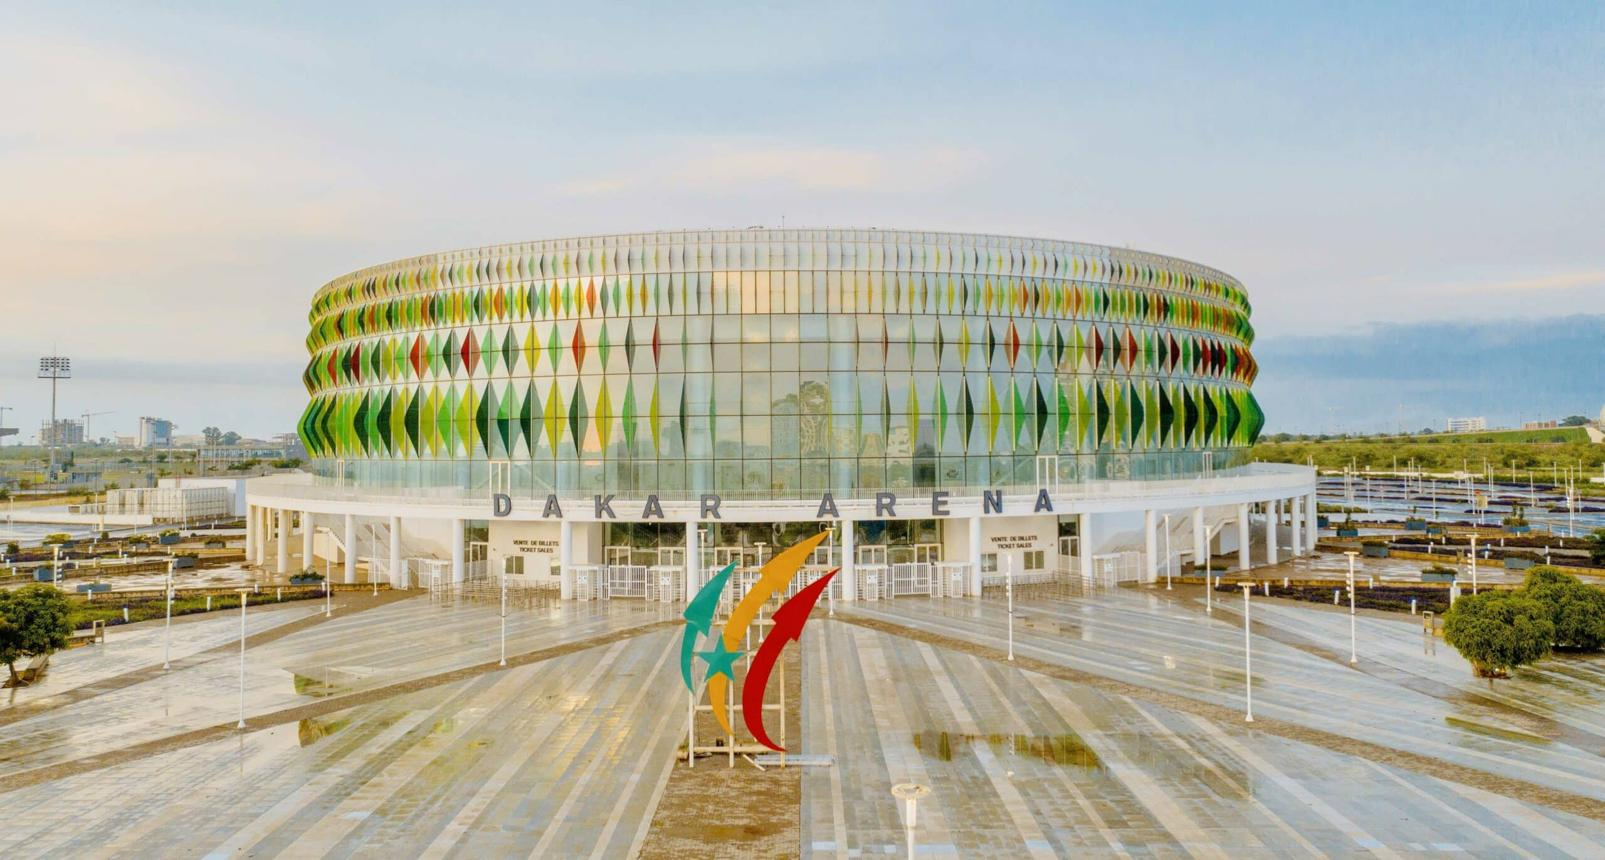 DAKAR ARENA
VENTE DE BILLETS
TICKET SALES
VENTE DE BILLETS
TICKET SALES